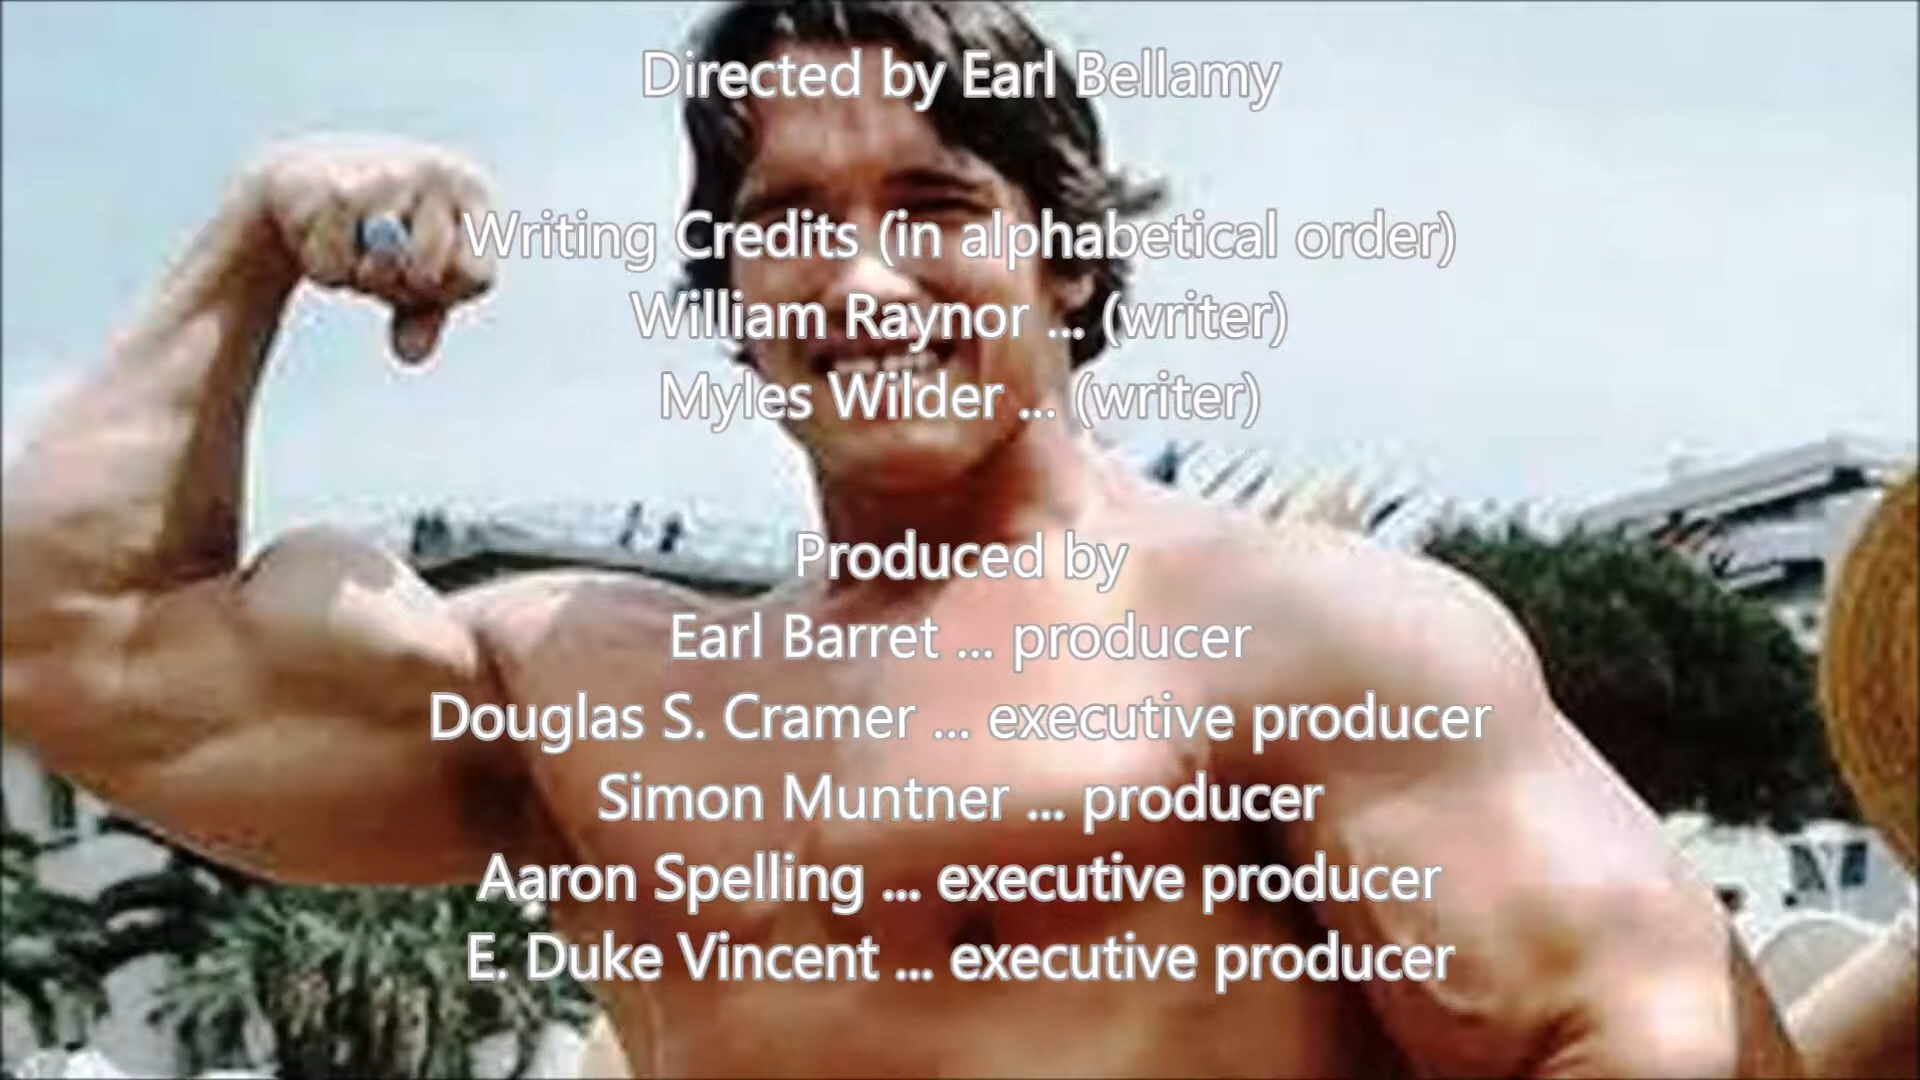 Directed by Earl Bellamy
Writing Credits (in alphabetical order)
William Raynor ... (writer)
Myles Wilder ... (writer)
Produced by
Earl Barret ... producer
Douglas S. Cramer ... executive producer
Simon Muntner ... producer
Aaron Spelling ... executive producer
E. Duke Vincent ... executive producer